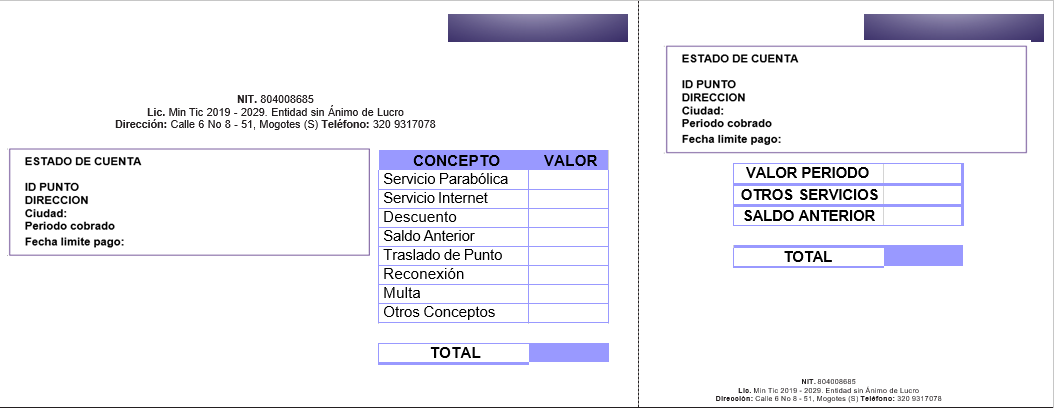 NIT. 804008685
Lic. Min Tic 2019 - 2029. Entidad sin Ánimo de Lucro
Dirección: Calle 6 No 8 - 51, Mogotes (S) Teléfono: 320 9317078
ESTADO DE CUENTA
ID PUNTO
DIRECCION
Ciudad:
Periodo cobrado
Fecha limite pago:
CONCEPTO VALOR
Servicio Parabólica
Servicio Internet
Descuento
Saldo Anterior
Traslado de Punto
Reconexión
Multa
Otros Conceptos
TOTAL
ESTADO DE CUENTA
ID PUNTO
DIRECCION
Ciudad:
Periodo cobrado
Fecha limite pago:
VALOR PERIODO
OTROS SERVICIOS
SALDO ANTERIOR
TOTAL
NIT. 804008685
Lic. Min Tic 2019 - 2029. Entidad sin Ánimo de Lucro
Dirección: Calle 6 No 8 - 51, Mogotes (S) Teléfono: 320 9317078